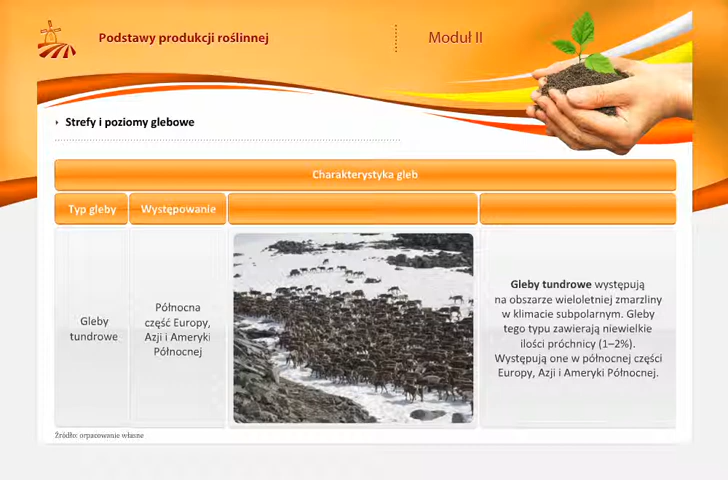 Podstawy produkcji roślinnej
Moduł II
Strefy i poziomy glebowe
Charakterystyka gleb
Typ gleby
Występowanie
Gleby
tundrowe
Północna
część Europy,
Azji i Ameryki
Północnej
Gleby tundrowe występują
na obszarze wieloletniej zmarzliny
w klimacie subpolarnym. Gleby
tego typu zawierają niewielkie
ilości próchnicy (1–2%).
Występują one w północnej części
Europy, Azji i Ameryki Północnej.
Źródło: orpacowanie własne